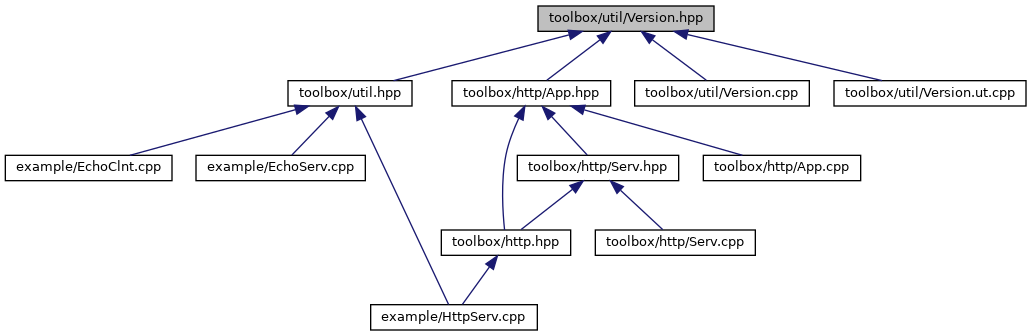 toolbox/util/Version.hpp
toolbox/util.hpp
toolbox/http/App.hpp
toolbox/util/Version.cpp
toolbox/util/Version.ut.cpp
example/EchoClnt.cpp
example/EchoServ.cpp
toolbox/http/Serv.hpp
toolbox/http/App.cpp
toolbox/http.hpp
toolbox/http/Serv.cpp
example/HttpServ.cpp